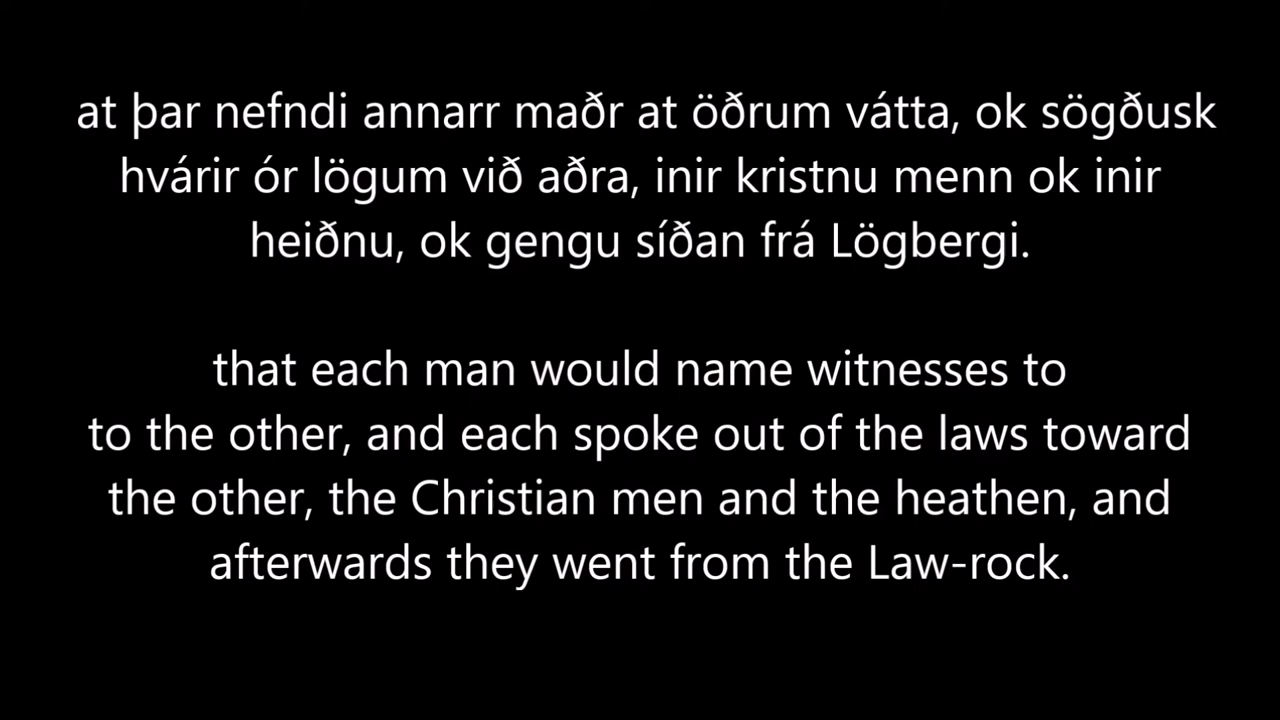 at þar nefndi annarr maðr at öðrum vátta, ok sögðusk
hvárir ór lögum við aðra, inir kristnu menn ok inir
heiðnu, ok gengu síðan frá Lögbergi.
that each man would name witnesses to
to the other, and each spoke out of the laws toward
the other, the Christian men and the heathen, and
afterwards they went from the Law-rock.